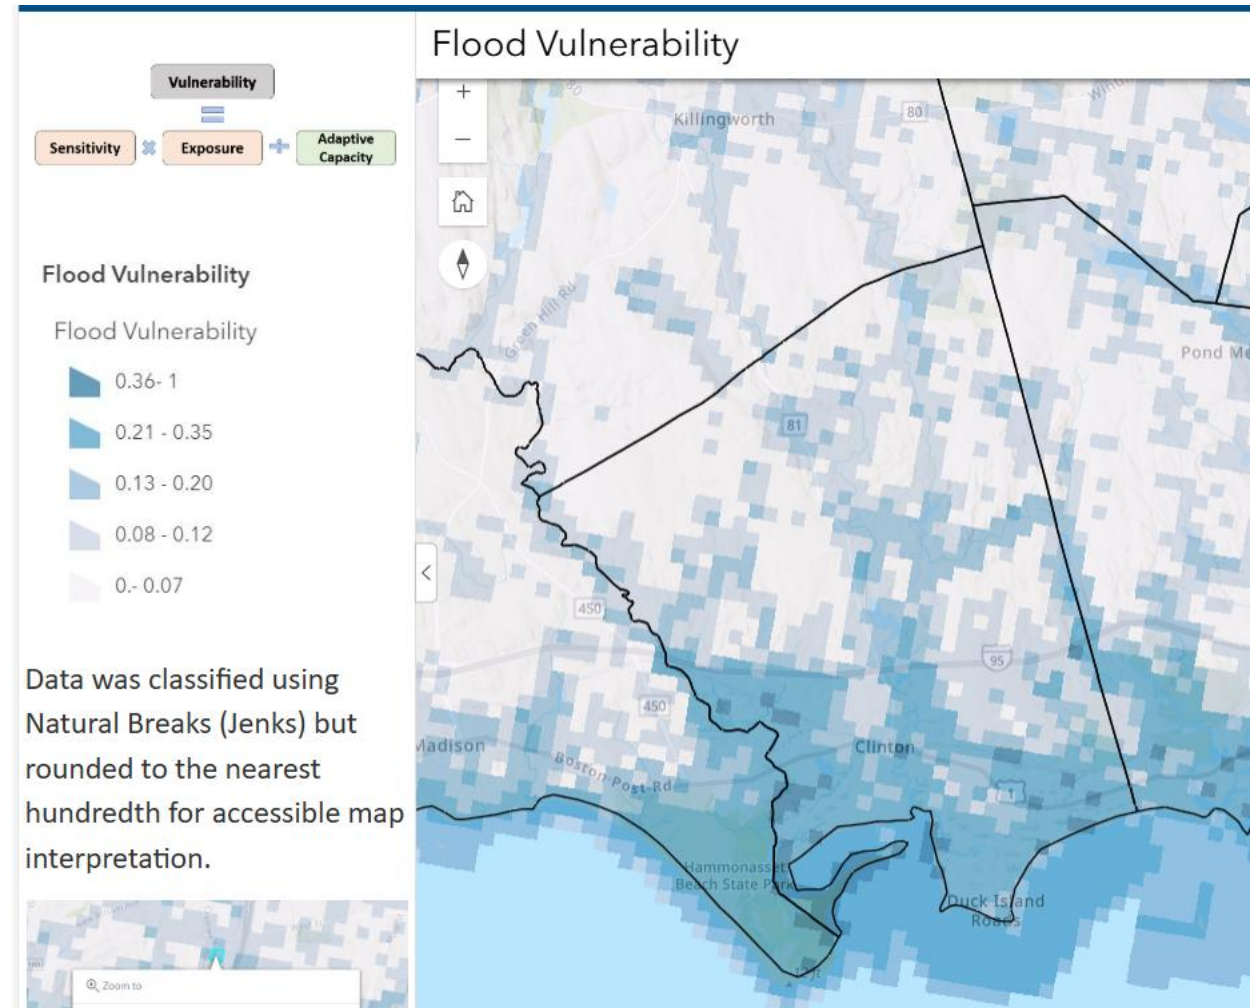 Flood Vulnerability
Vulnerability
Sensitivity
Exposure
Adaptive
Capacity
Flood Vulnerability
Flood Vulnerability
0.36- 1
0.21 - 0.35
0.13 - 0.20
0.08 - 0.12
0.- 0.07
Data was classified using
Natural Breaks (Jenks) but
rounded to the nearest
hundredth for accessible map
interpretation.
Zoom to
+
−
80
Killingworth
80
Green Hill Rd
Pond Me
81
450
95
450
Madison
Clinton
Boston Post Rd
1
Hammonasset
Beach State Park
Duck Island
Roads
12 ft